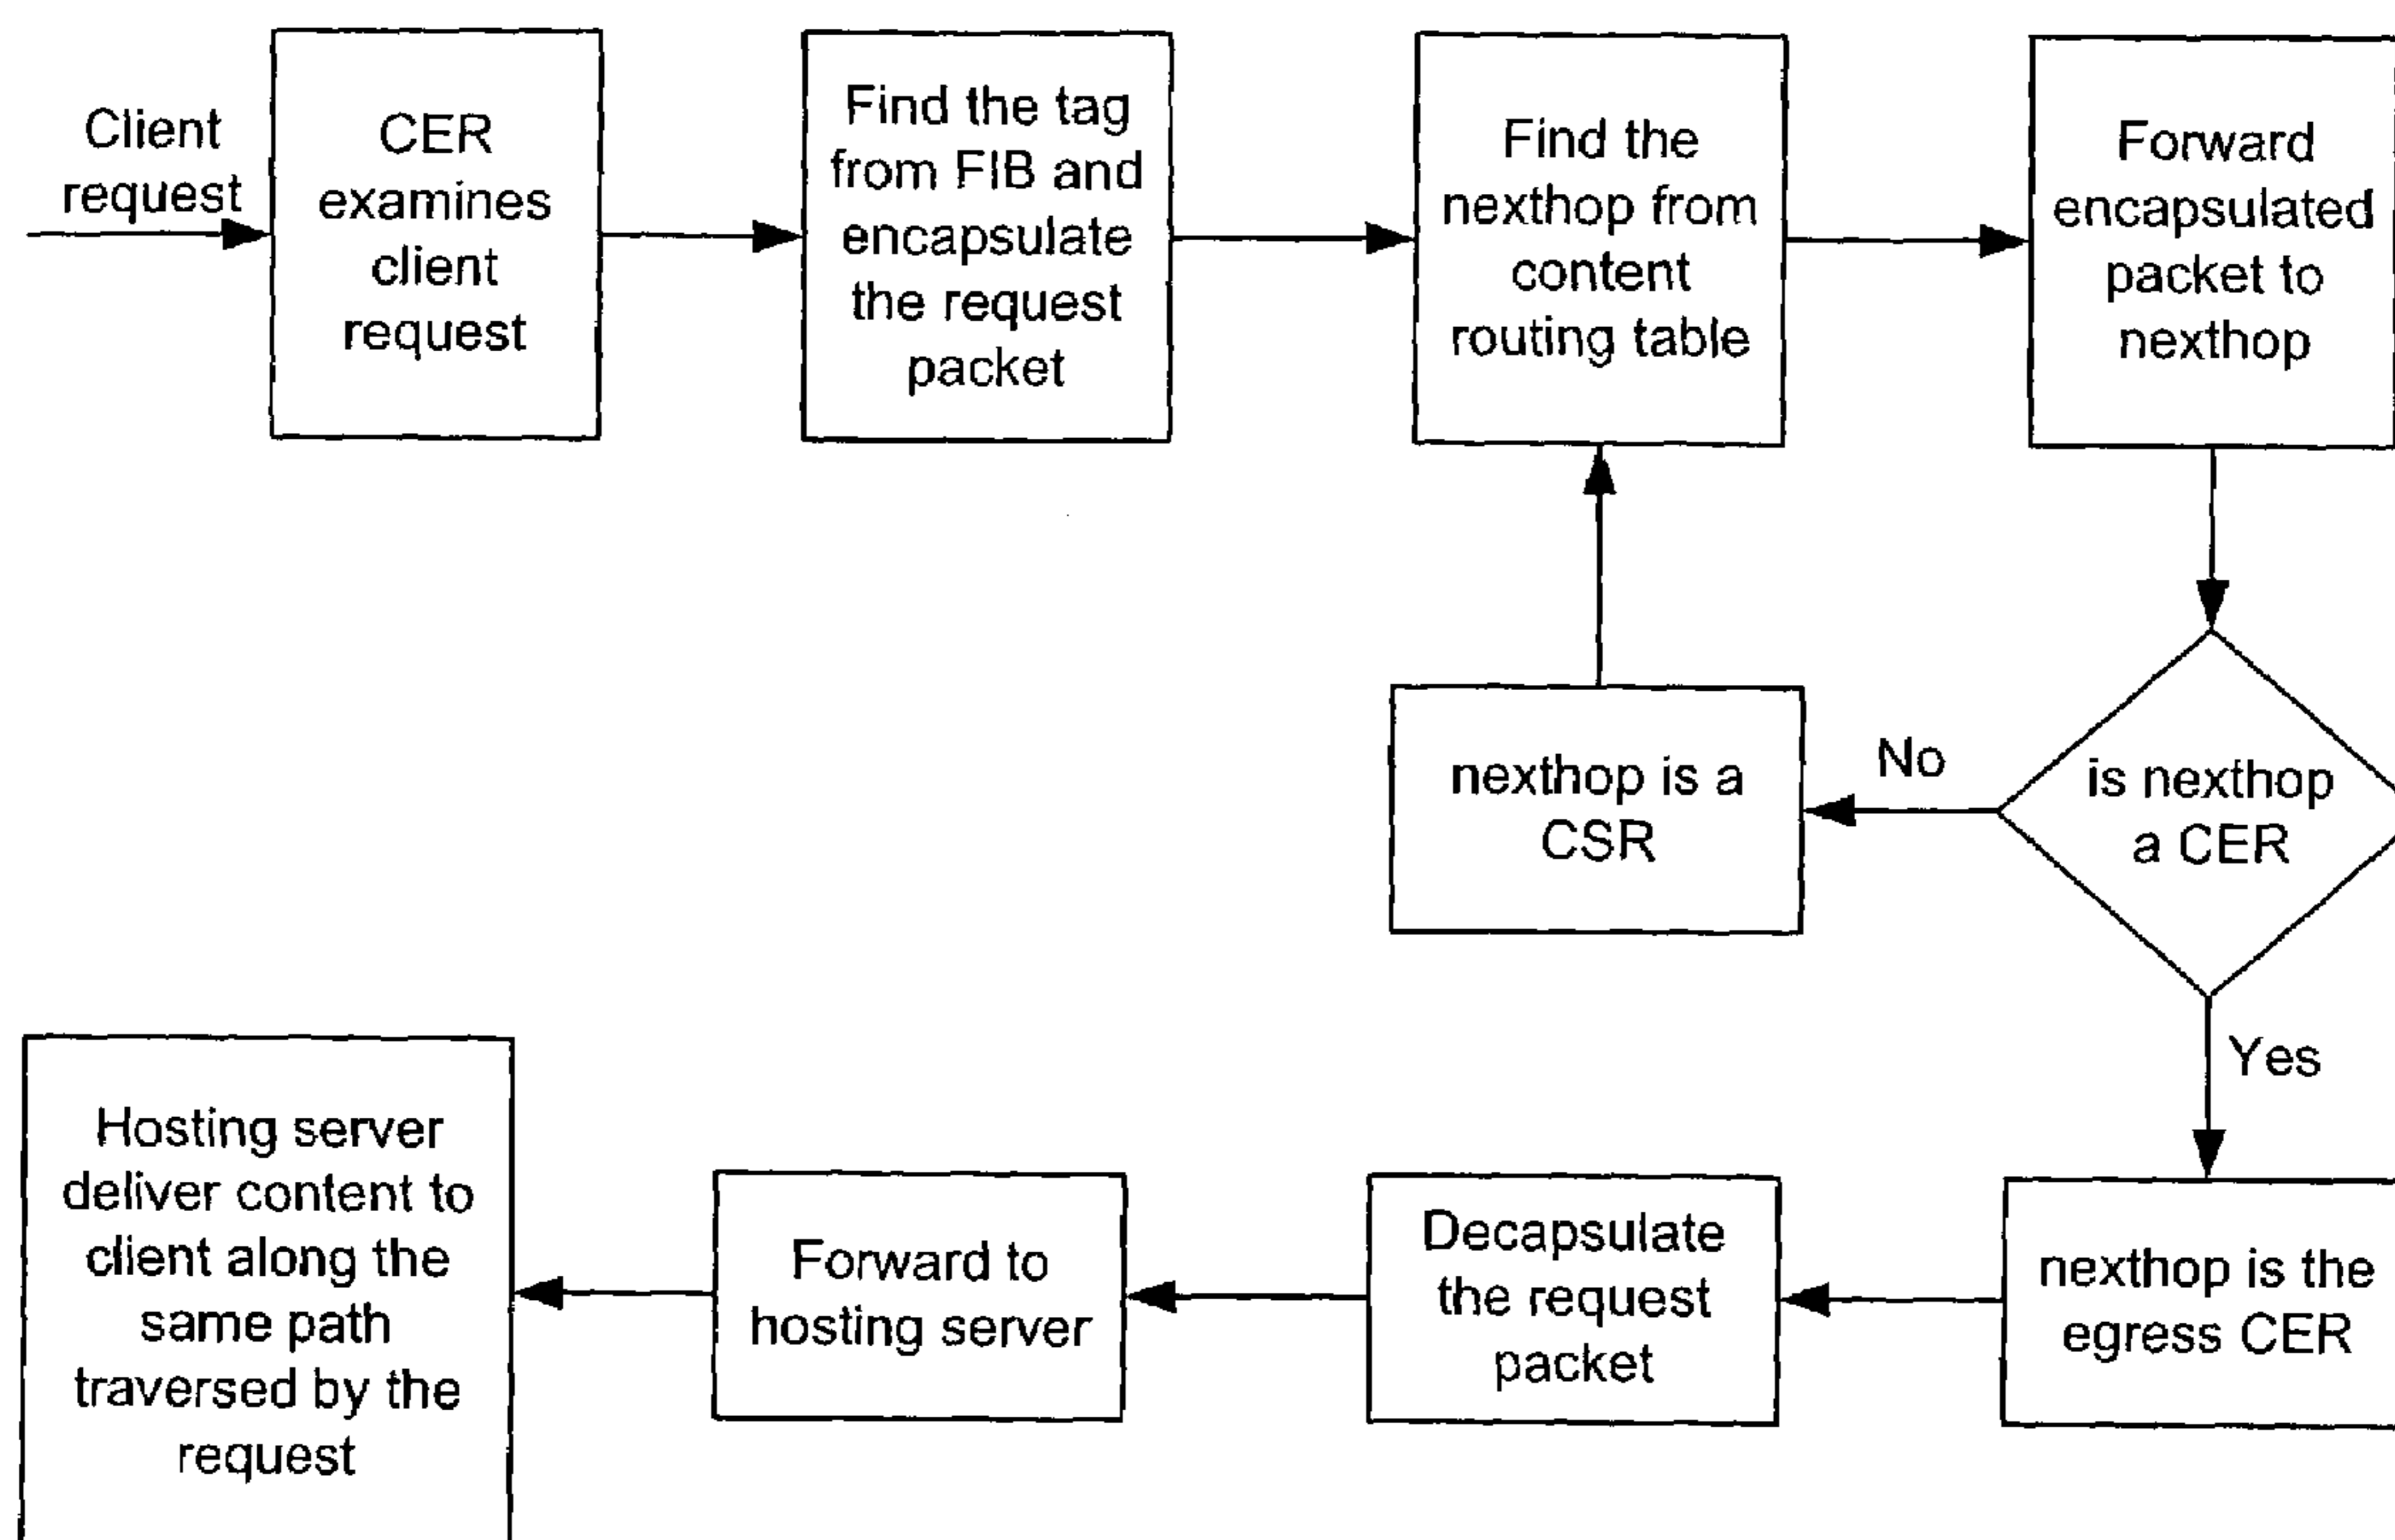 Client
request
CER
examines
client
request
Find the tag
from FIB and
encapsulate
the request
packet
Find the
nexthop from
content
routing table
Forward
encapsulated
packet to
nexthop
is nexthop
a CER
No
nexthop is a
CSR
Yes
nexthop is the
egress CER
Decapsulate
the request
packet
Forward to
hosting server
Hosting server
deliver content to
client along the
same path
traversed by the
request